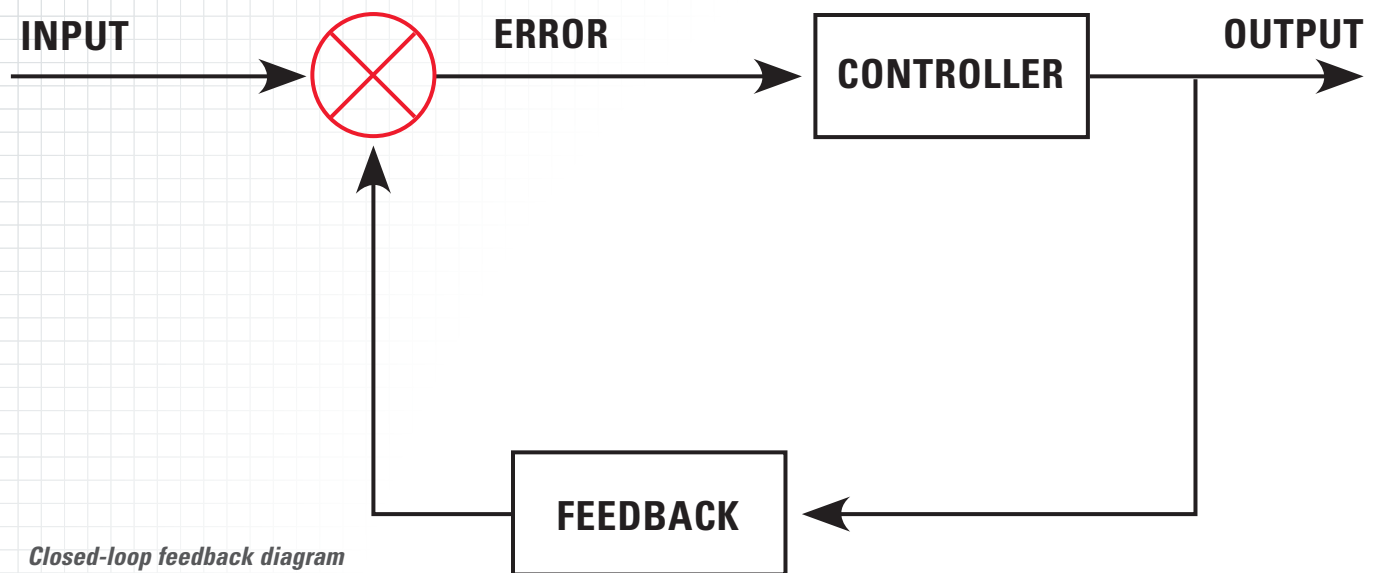 INPUT
ERROR
OUTPUT
CONTROLLER
FEEDBACK
Closed-loop feedback diagram